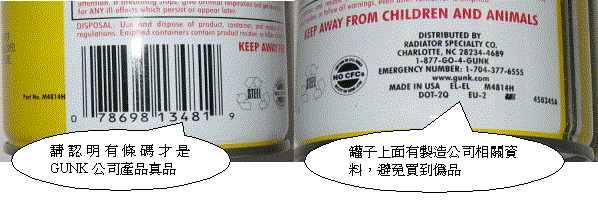 for ANY ill effects which persist or appear later.
DISPOSAL: Use and dispose of product, container, and
regulations. Emptied containers contain product residue
KEEP AWAY
STEEL
Part No. M4814H
0 78698 13481 9
請認明有條碼才是
GUNK 公司產品真品
KEEP AWAY FROM CHILDREN AND ANIMALS
DISTRIBUTED BY
RADIATOR SPECIALTY CO.
CHARLOTTE, NC 28234-4689
1-877-GO-4-GUNK
EMERGENCY NUMBER: 1-704-377-6555
www.gunk.com
MADE IN USA EL-EL M4814H
DOT-2Q EU-2
450345A
NO CFCs
STEEL
罐子上面有製造公司相關資
料，避免買到偽品